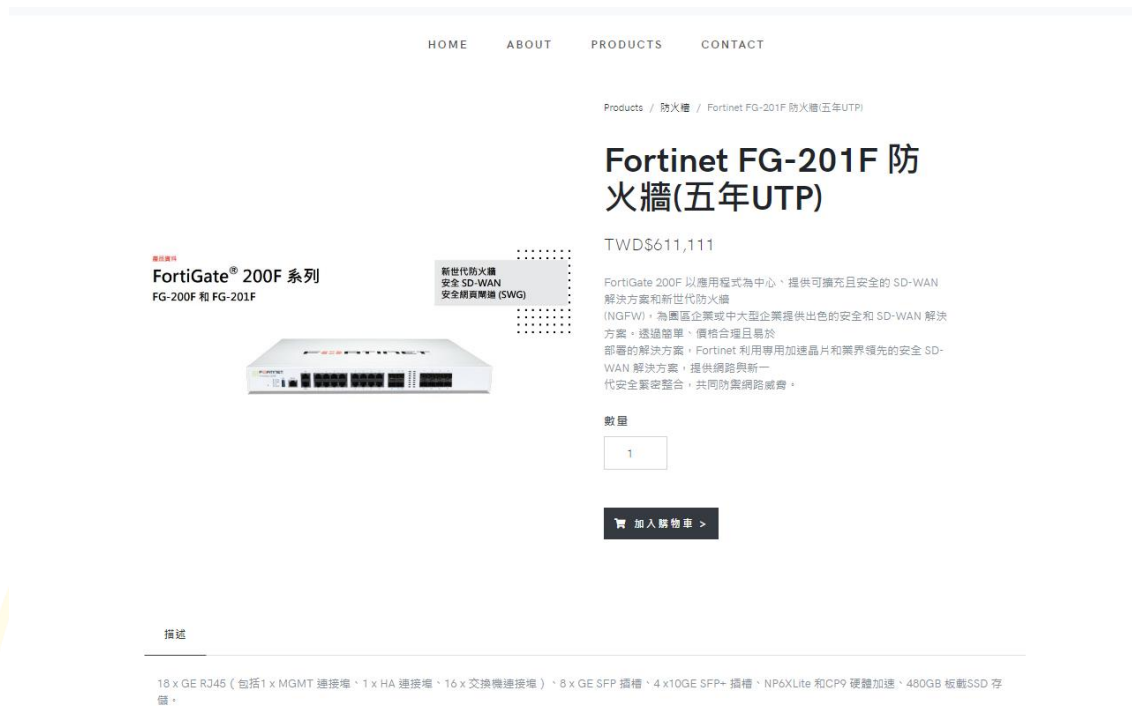 HOME ABOUT PRODUCTS CONTACT
Products / 防火牆 / Fortinet FG-201F 防火牆(五年UTP)
Fortinet FG-201F 防
火牆(五年UTP)
TWD$611,111
FortiGate® 200F 系列
FG-200F 和 FG-201F
新世代防火牆
安全 SD-WAN
安全網頁閘道 (SWG)
FORTINET
FortiGate 200F 以應用程式為中心、提供可擴充且安全的 SD-WAN
解決方案和新世代防火牆
(NGFW)，為園區企業或中大型企業提供出色的安全和 SD-WAN 解決
方案。透過簡單、價格合理且易於
部署的解決方案，Fortinet 利用專用加速晶片和業界領先的安全 SD-
WAN 解決方案，提供網路與新一
代安全緊密整合，共同防禦網路威脅。
數量
1
加入購物車 >
描述
18 x GE RJ45（包括1 x MGMT 連接埠、1 x HA 連接埠、16 x 交換機連接埠）、8 x GE SFP 插槽、4 x10GE SFP+ 插槽、NP6XLite 和CP9 硬體加速、480GB 板載SSD 存
儲。